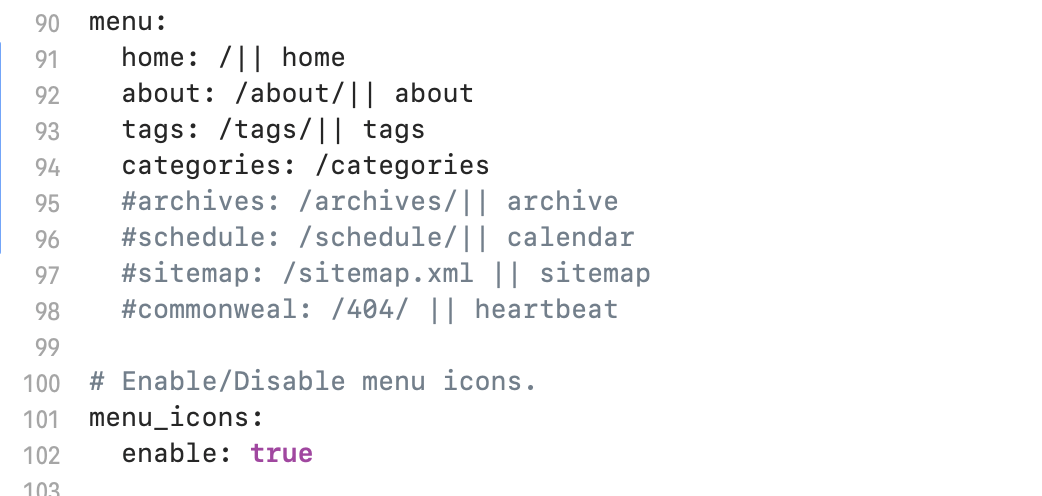 90 menu:
91 home: /|| home
92 about: /about/|| about
93 tags: /tags/|| tags
94 categories: /categories
95 #archives: /archives/|| archive
96 #schedule: /schedule/|| calendar
97 #sitemap: /sitemap.xml || sitemap
98 #commonweal: /404/ || heartbeat
99
100 # Enable/Disable menu icons.
101 menu_icons:
102 enable: true
103